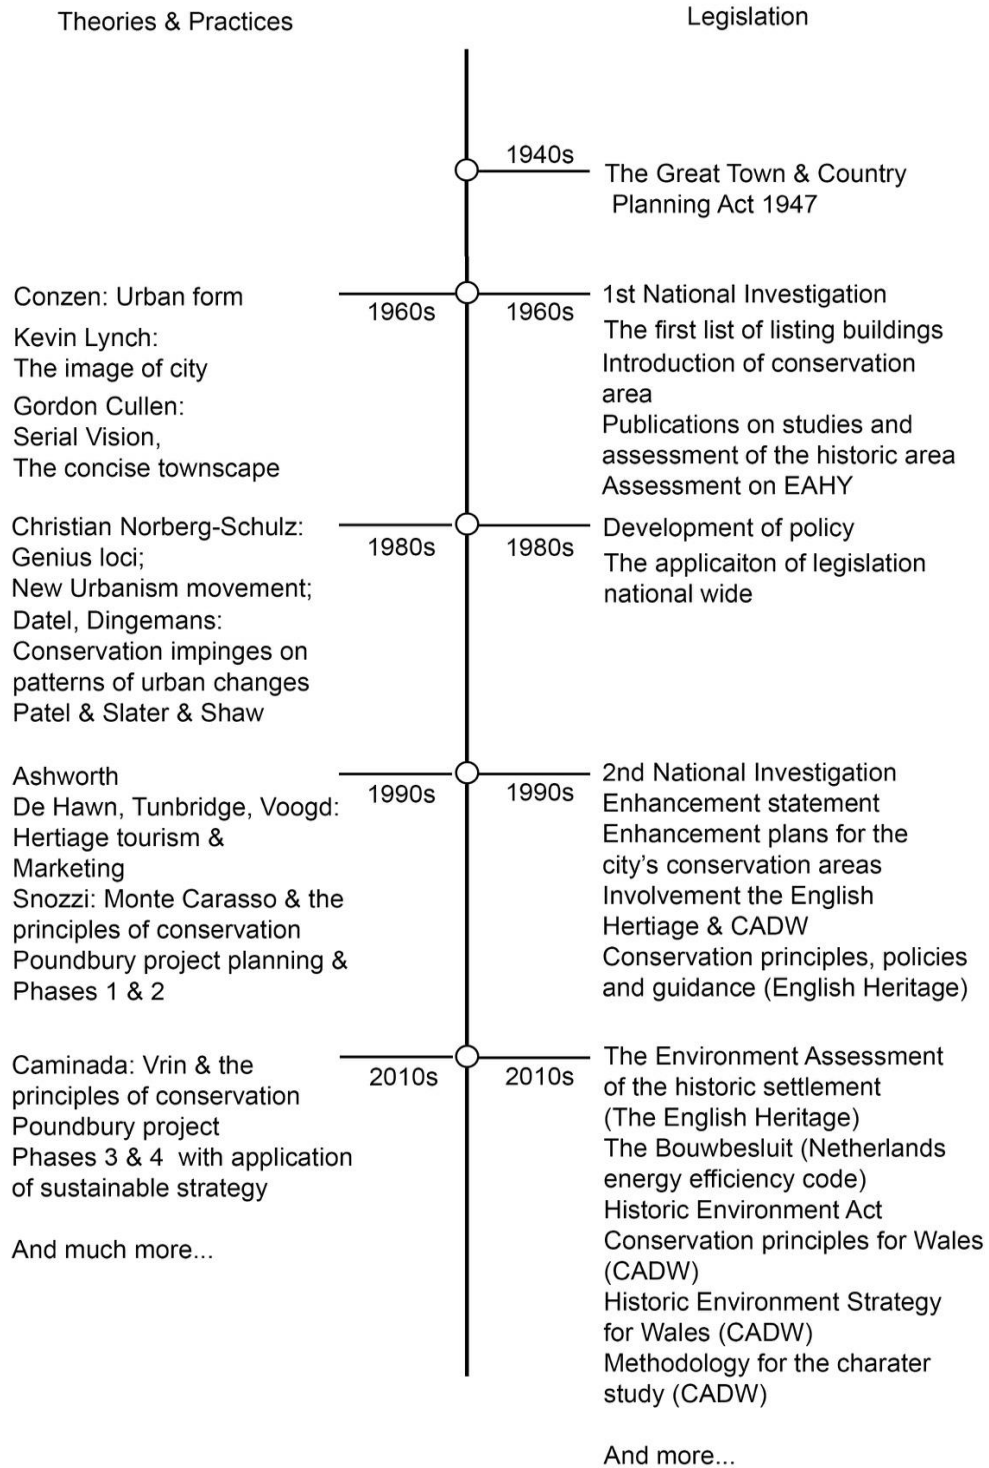 Theories & Practices
Legislation
1940s
The Great Town & Country
Planning Act 1947
Conzen: Urban form
Kevin Lynch:
The image of city
Gordon Cullen:
Serial Vision,
The concise townscape
1960s
1960s
1st National Investigation
The first list of listing buildings
Introduction of conservation
area
Publications on studies and
assessment of the historic area
Assessment on EAHY
Christian Norberg-Schulz:
Genius loci;
New Urbanism movement;
Datel, Dingemans:
Conservation impinges on
patterns of urban changes
Patel & Slater & Shaw
1980s
1980s
Development of policy
The applicaiton of legislation
national wide
Ashworth
De Hawn, Tunbridge, Voogd:
Hertiage tourism &
Marketing
Snozzi: Monte Carasso & the
principles of conservation
Poundbury project planning &
Phases 1 & 2
1990s
1990s
2nd National Investigation
Enhancement statement
Enhancement plans for the
city’s conservation areas
Involvement the English
Hertiage & CADW
Conservation principles, policies
and guidance (English Heritage)
Caminada: Vrin & the
principles of conservation
Poundbury project
Phases 3 & 4 with application
of sustainable strategy
And much more...
2010s
2010s
The Environment Assessment
of the historic settlement
(The English Heritage)
The Bouwbesluit (Netherlands
energy efficiency code)
Historic Environment Act
Conservation principles for Wales
(CADW)
Historic Environment Strategy
for Wales (CADW)
Methodology for the charater
study (CADW)
And more...